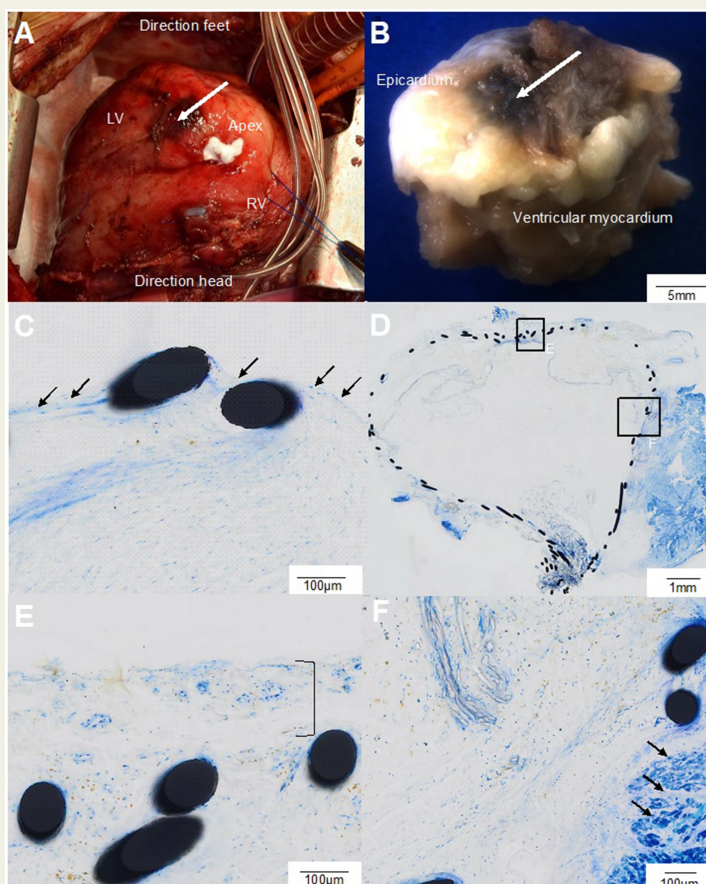 A
Direction feet
LV
Apex
RV
Direction head
B
Epicardium
Ventricular myocardium
5mm
C
100µm
D
E
F
1mm
E
100µm
F
100µm